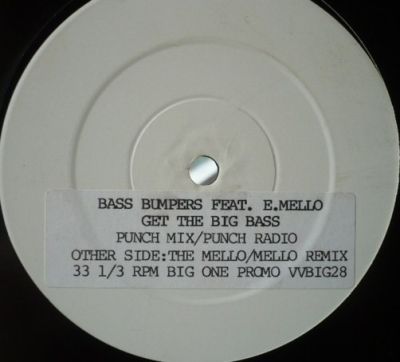 BASS BUMPERS FEAT. E.MELLO
GET THE BIG BASS
PUNCH MIX/PUNCH RADIO
OTHER SIDE:THE MELLO/MELLO REMIX
33 1/3 RPM BIG ONE PROMO VVBIG28